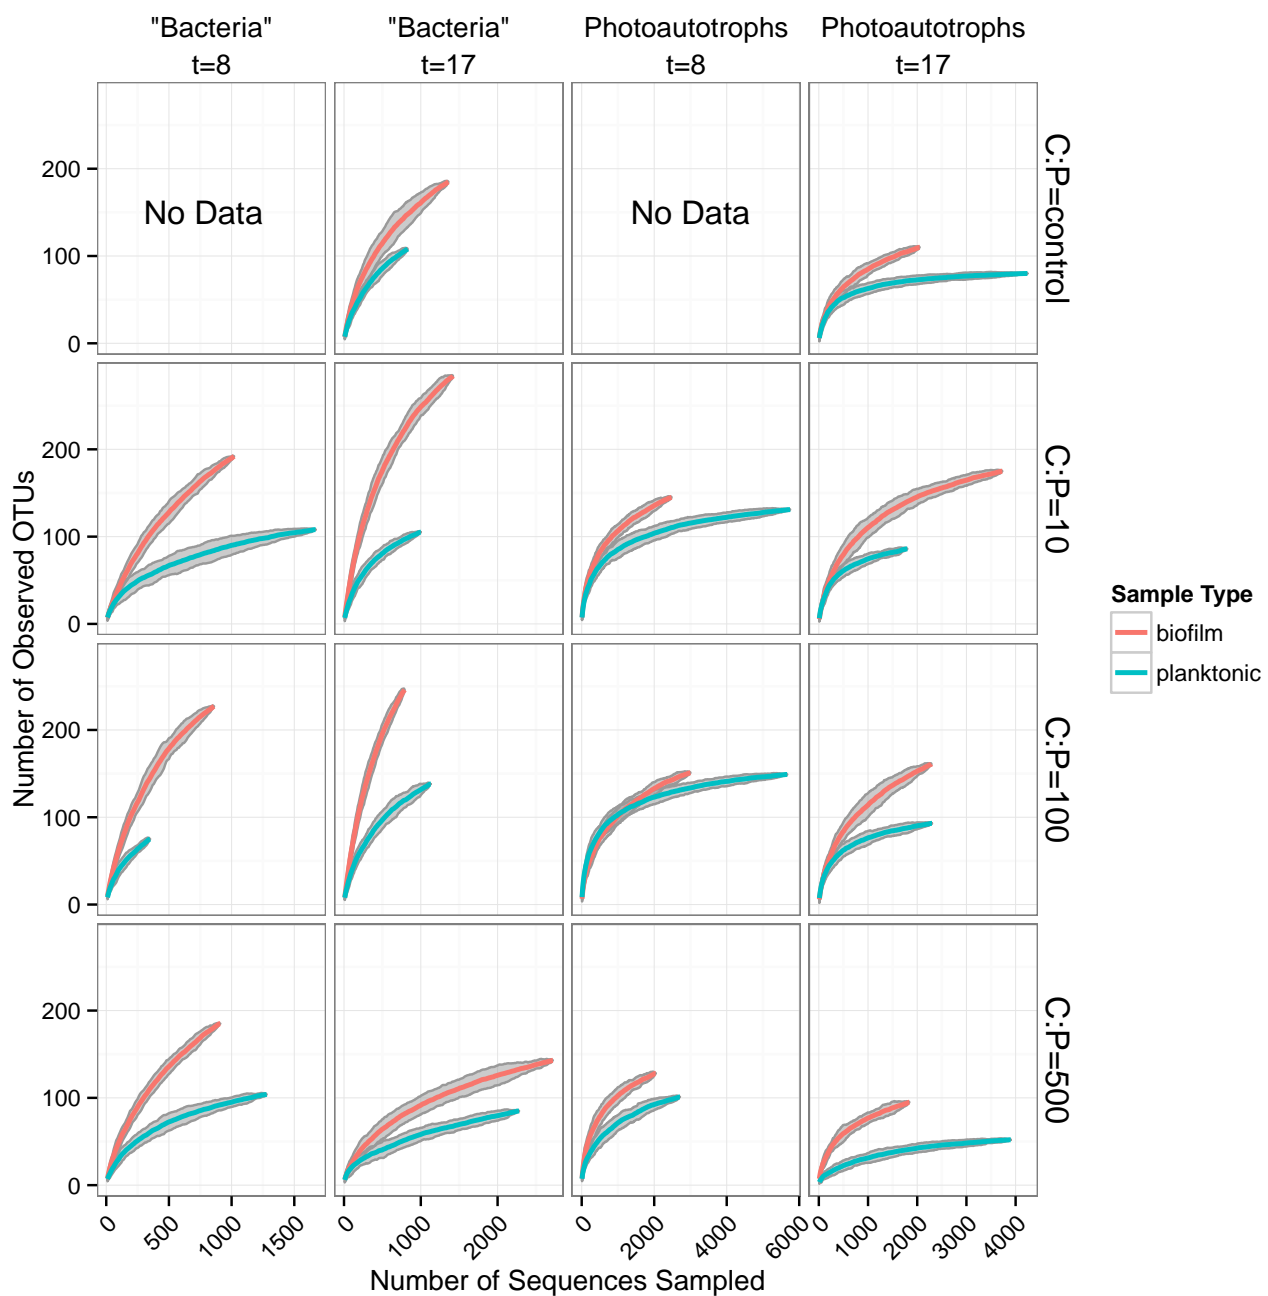 "Bacteria" "Bacteria" Photoautotrophs Photoautotrophs
t=8 t=17 t=8 t=17
C:P=control
200
No Data No Data
100
0
C:P=10
200
100
0
Number of Observed OTUs
Sample Type
biofilm
planktonic
C:P=100
200
100
0
C:P=500
200
100
0
0 500 1000 1500 0 1000 2000 0 2000 4000 6000 0 1000 2000 3000 4000
Number of Sequences Sampled